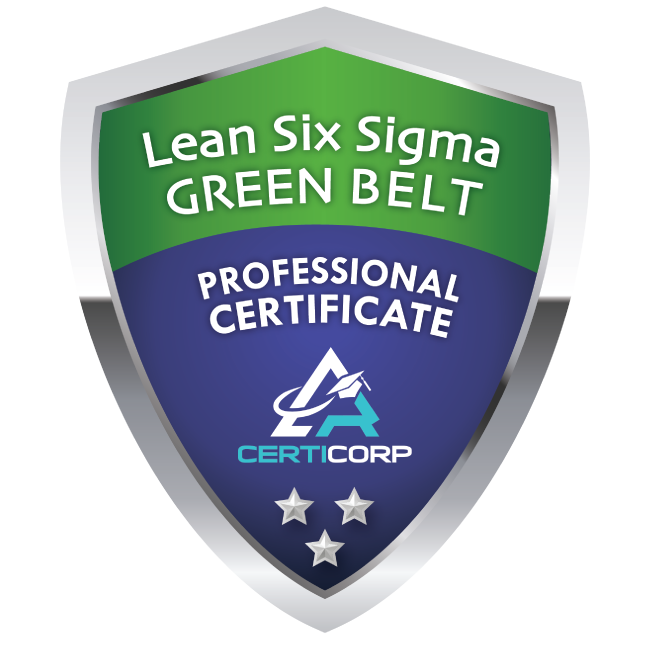 Lean Six Sigma
GREEN BELT
PROFESSIONAL
CERTIFICATE
CERTICORP